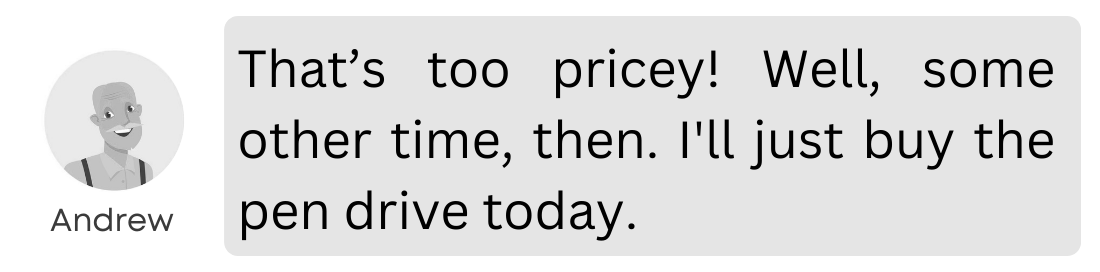 That’s too pricey! Well, some
other time, then. I'll just buy the
pen drive today.
Andrew